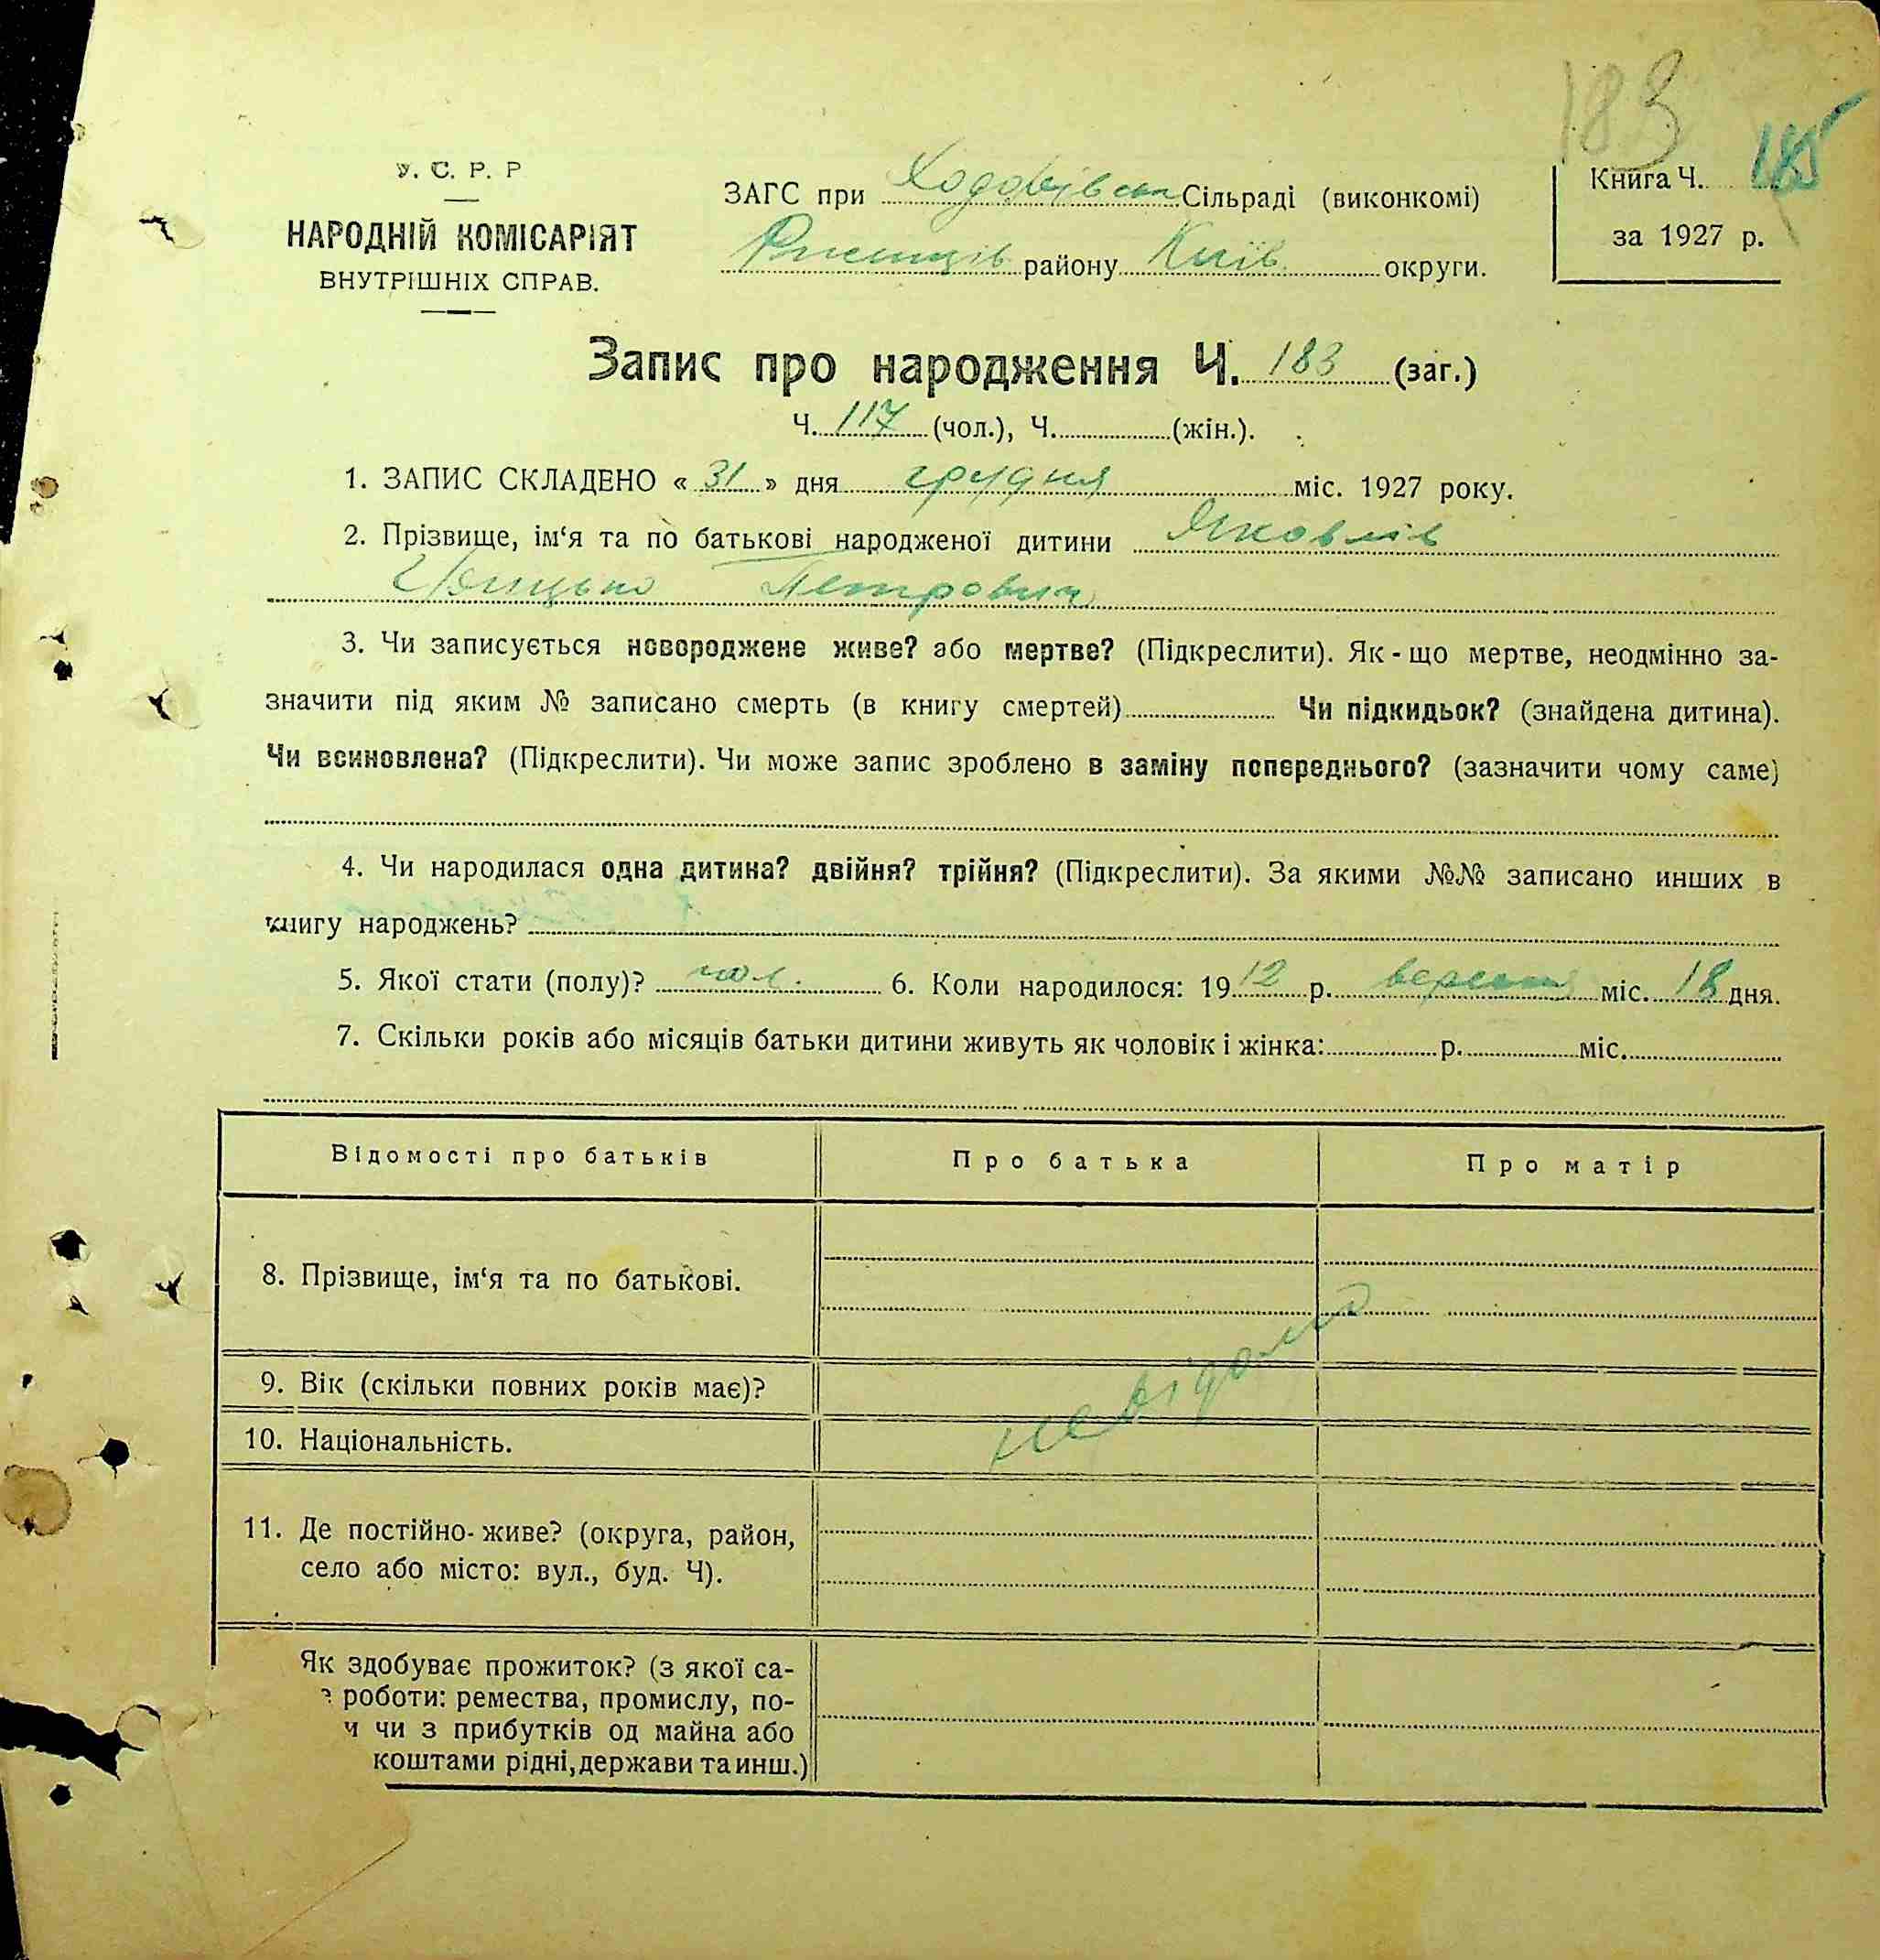 183
185
У. С. Р. Р
НАРОДНІЙ КОМІСАРІЯТ
ВНУТРІШНІХ СПРАВ.
ЗАГС при Ходорівськ Сільраді (виконкомі)
Ржищів району Київ округи.
Книга Ч.
за 1927 р.
Запис про народження Ч. 183 (заг.)
Ч. 117 (чол.), Ч. (жін.).
1. ЗАПИС СКЛАДЕНО « 31 » дня грудня міс. 1927 року.
2. Прізвище, ім‘я та по батькові народженої дитини Яковлів
Петрович
3. Чи записується новороджене живе? або мертве? (Підкреслити). Як-що мертве, неодмінно за-
значити під яким № записано смерть (в книгу смертей) Чи підкидьок? (знайдена дитина).
Чи всиновлена? (Підкреслити). Чи може запис зроблено в заміну попереднього? (зазначити чому саме)
4. Чи народилася одна дитина? двійня? трійня? (Підкреслити). За якими №№ записано инших в
книгу народжень?
5. Якої стати (полу)? чол. 6. Коли народилося: 1912 р. вересня міс. 18 дня.
7. Скільки років або місяців батьки дитини живуть як чоловік і жінка: р. міс.
Відомості про батьків Про батька Про матір
8. Прізвище, ім‘я та по батькові.
невідомо
9. Вік (скільки повних років має)?
10. Національність.
11. Де постійно-живе? (округа, район,
село або місто: вул., буд. Ч).
Як здобуває прожиток? (з якої са-
роботи: ремества, промислу, по-
и чи з прибутків од майна або
коштами рідні, держави та инш.)